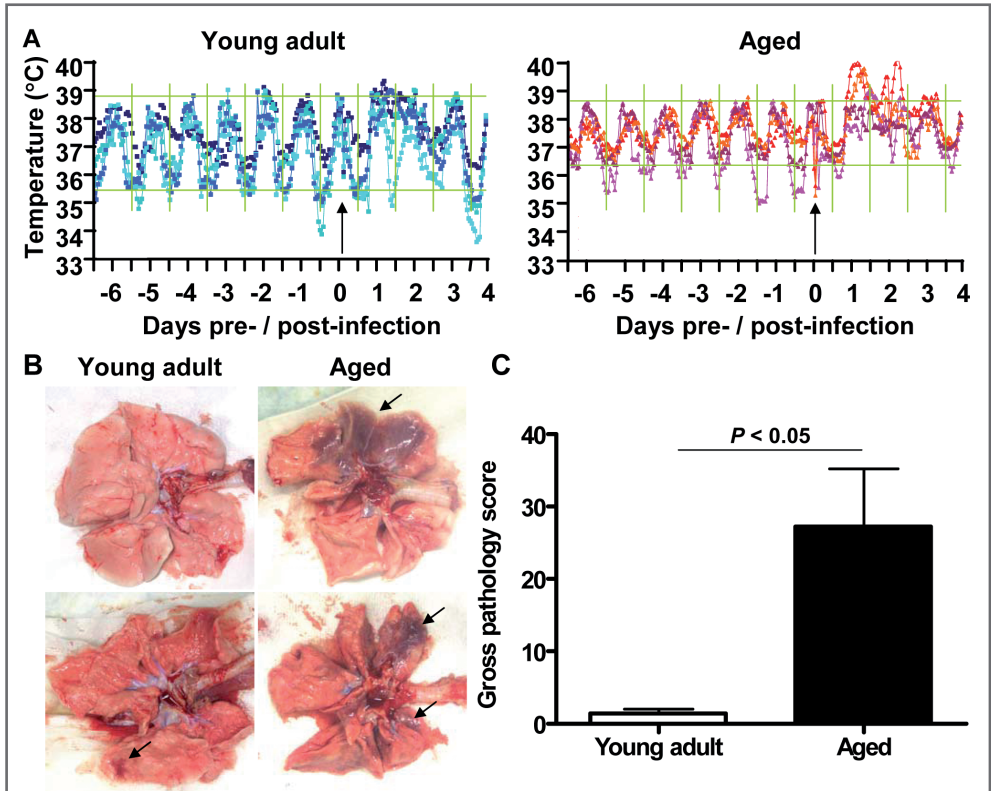 A
Young adult
Aged
Temperature (°C)
40
39
38
37
36
35
34
33
-6 -5 -4 -3 -2 -1 0 1 2 3 4
Days pre- / post-infection
40
39
38
37
36
35
34
33
-6 -5 -4 -3 -2 -1 0 1 2 3 4
Days pre- / post-infection
B
Young adult
Aged
C
Gross pathology score
40
30
20
10
0
P < 0.05
Young adult
Aged